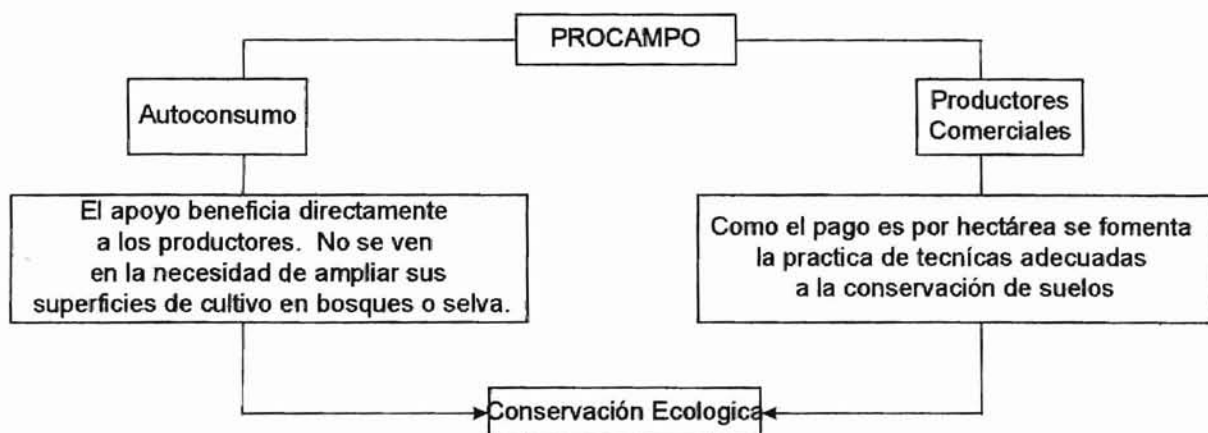 PROCAMPO
Autoconsumo
Productores
Comerciales
El apoyo beneficia directamente
a los productores. No se ven
en la necesidad de ampliar sus
superficies de cultivo en bosques o selva.
Como el pago es por hectárea se fomenta
la practica de tecnícas adecuadas
a la conservación de suelos
Conservación Ecologica